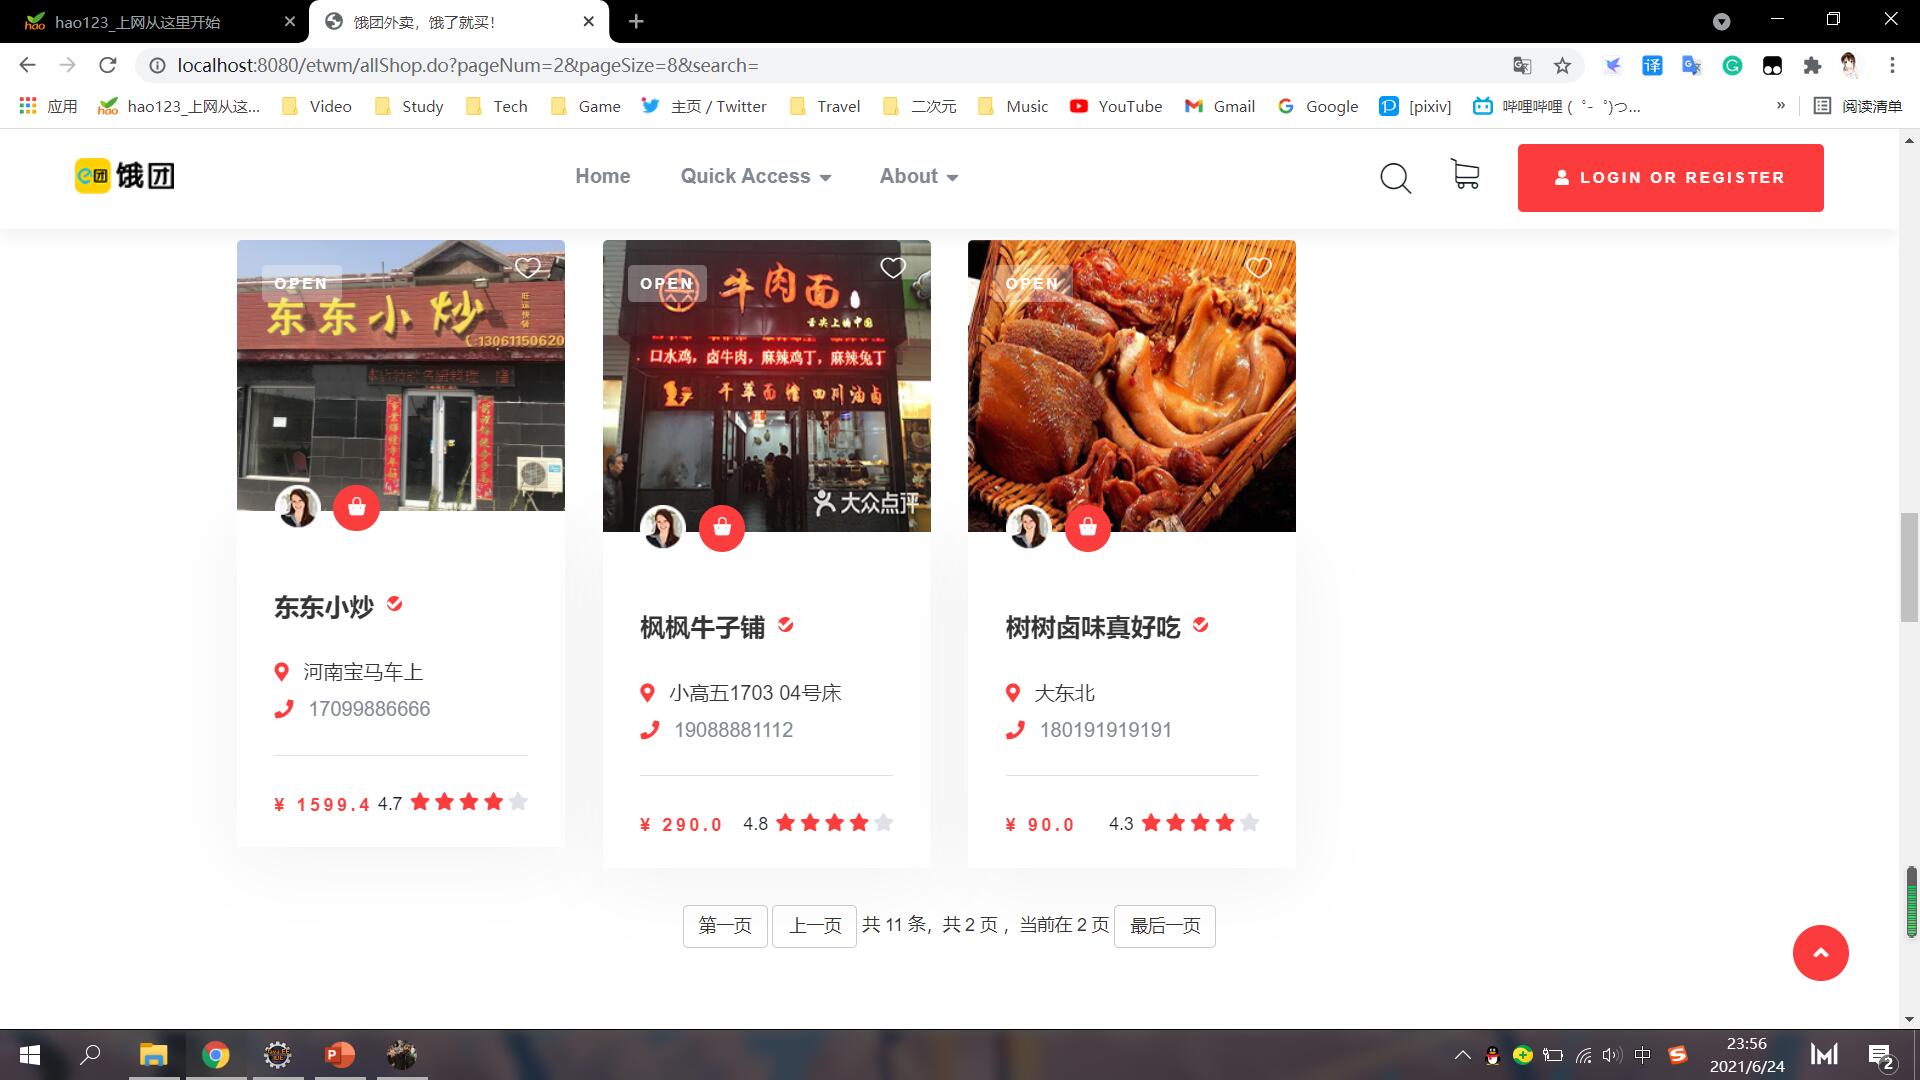 hao123_上网从这里开始
饿团外卖，饿了就买！
localhost:8080/etwm/allShop.do?pageNum=2&pageSize=8&search=
应用 hao123_上网从这... Video Study Tech Game 主页 / Twitter Travel 二次元 Music YouTube Gmail Google [pixiv] 哔哩哔哩 (゜-゜)つ... » 阅读清单
e团 饿团 Home Quick Access About LOGIN OR REGISTER
OPEN
东东小炒
13061150620
东东小炒
河南宝马车上
17099886666
¥ 1599.4 4.7
OPEN
牛肉面
舌尖上的中国
口水鸡，卤牛肉，麻辣鸡丁，麻辣兔丁
大众点评
枫枫牛子铺
小高五1703 04号床
19088881112
¥ 290.0 4.8
OPEN
树树卤味真好吃
大东北
180191919191
¥ 90.0 4.3
第一页 上一页 共 11 条，共 2 页 ，当前在 2 页 最后一页
中
23:56
2021/6/24
2